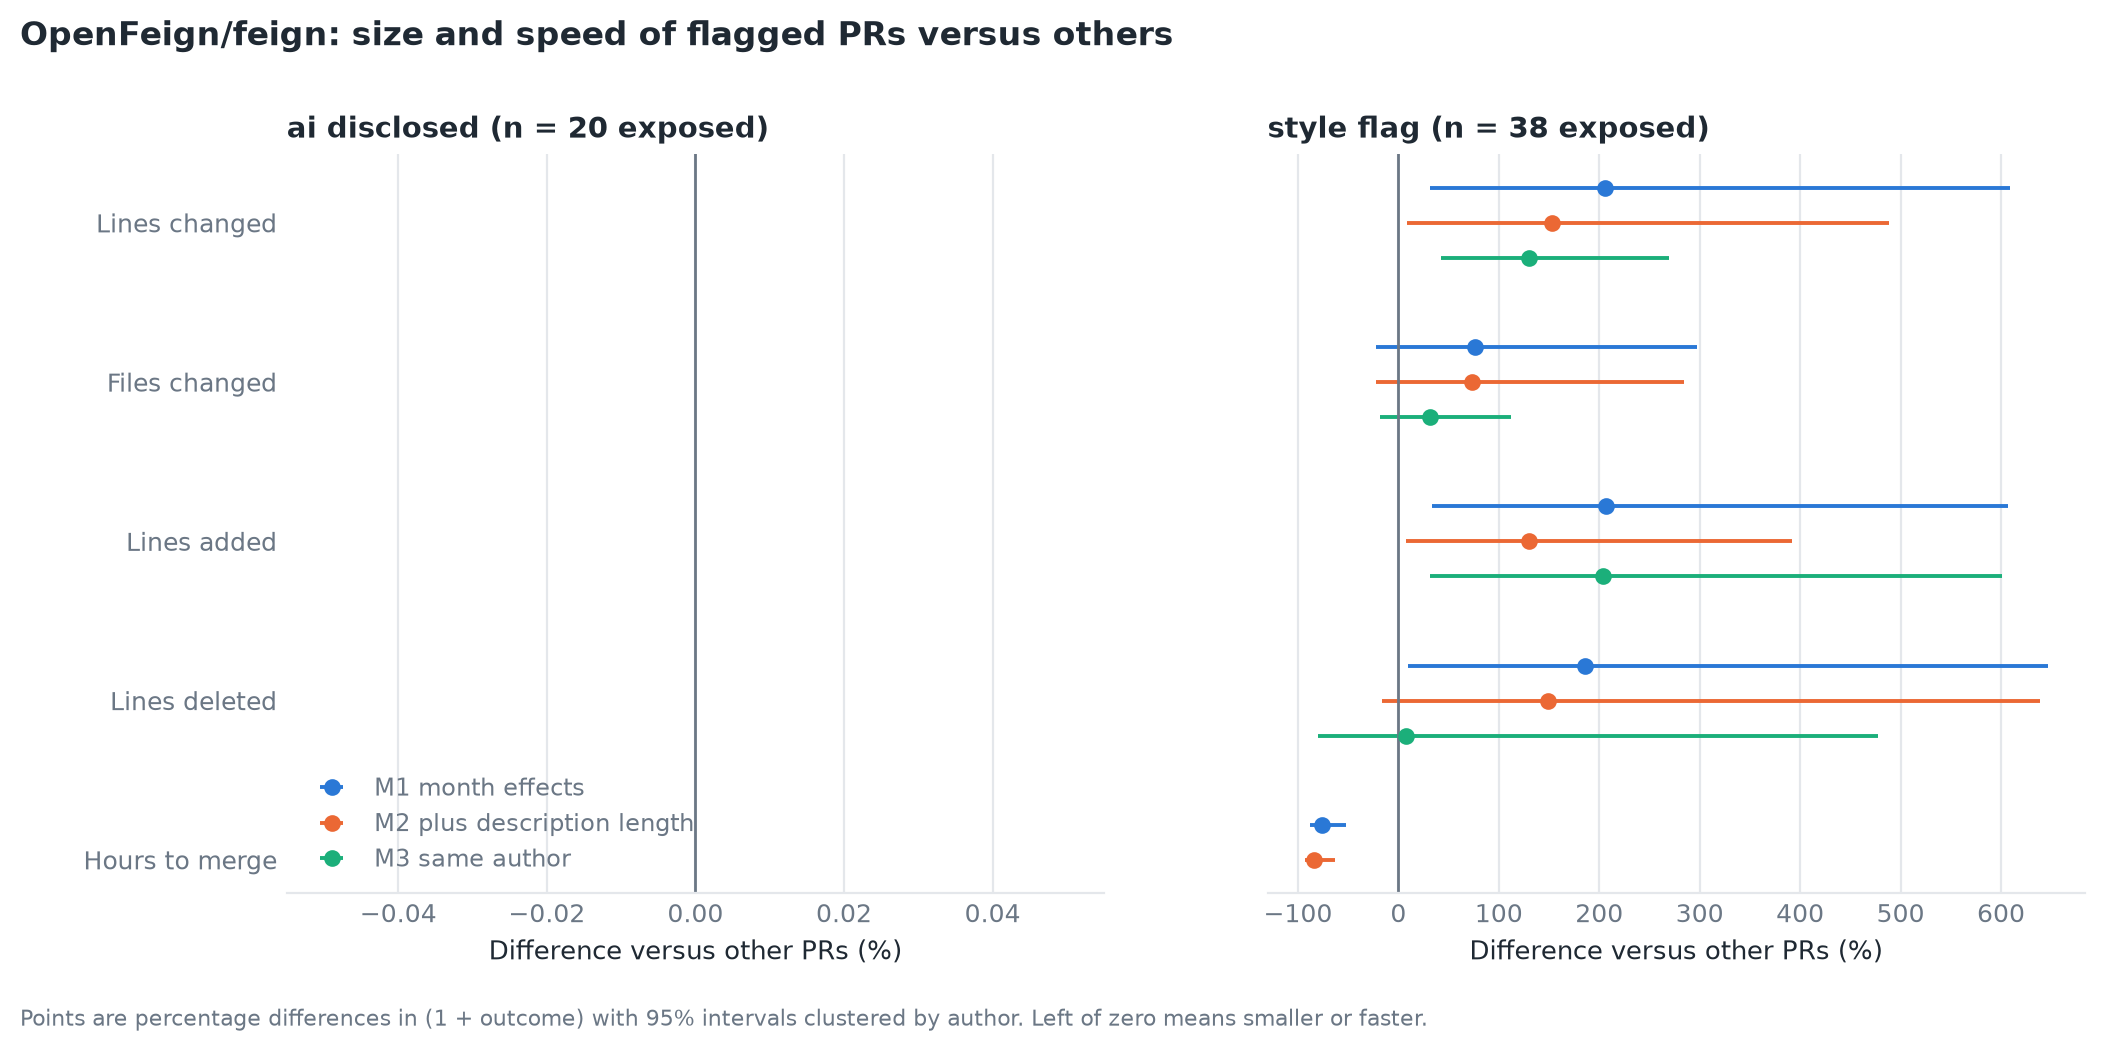 OpenFeign/feign: size and speed of flagged PRs versus others
ai disclosed (n = 20 exposed)
style flag (n = 38 exposed)
Lines changed
Files changed
Lines added
Lines deleted
Hours to merge
M1 month effects
M2 plus description length
M3 same author
−0.04 −0.02 0.00 0.02 0.04
−100 0 100 200 300 400 500 600
Difference versus other PRs (%)
Difference versus other PRs (%)
Points are percentage differences in (1 + outcome) with 95% intervals clustered by author. Left of zero means smaller or faster.